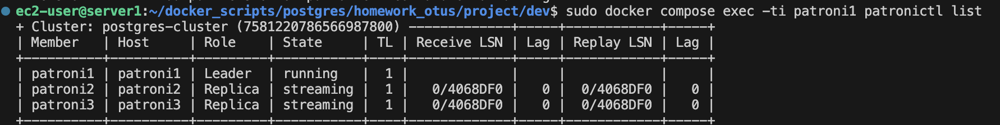 ec2-user@server1:~/docker_scripts/postgres/homework_otus/project/dev$ sudo docker compose exec -ti patroni1 patronictl list
+ Cluster: postgres-cluster (7581220786566987800) ------------+-----+------------+-----+
| Member   | Host     | Role    | State     | TL | Receive LSN | Lag | Replay LSN | Lag |
+----------+----------+---------+-----------+----+-------------+-----+------------+-----+
| patroni1 | patroni1 | Leader  | running   |  1 |             |     |            |     |
| patroni2 | patroni2 | Replica | streaming |  1 |   0/4068DF0 |   0 |  0/4068DF0 |   0 |
| patroni3 | patroni3 | Replica | streaming |  1 |   0/4068DF0 |   0 |  0/4068DF0 |   0 |
+----------+----------+---------+-----------+----+-------------+-----+------------+-----+